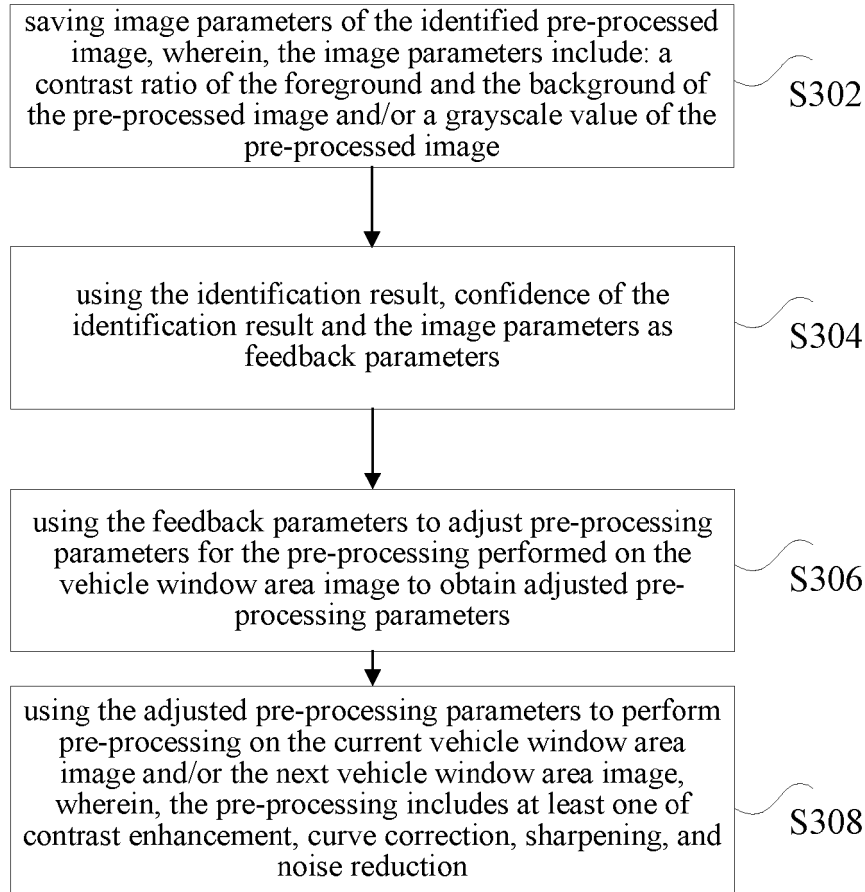 saving image parameters of the identified pre-processed
image, wherein, the image parameters include: a
contrast ratio of the foreground and the background of
the pre-processed image and/or a grayscale value of the
pre-processed image
S302
using the identification result, confidence of the
identification result and the image parameters as
feedback parameters
S304
using the feedback parameters to adjust pre-processing
parameters for the pre-processing performed on the
vehicle window area image to obtain adjusted pre-
processing parameters
S306
using the adjusted pre-processing parameters to perform
pre-processing on the current vehicle window area
image and/or the next vehicle window area image,
wherein, the pre-processing includes at least one of
contrast enhancement, curve correction, sharpening, and
noise reduction
S308